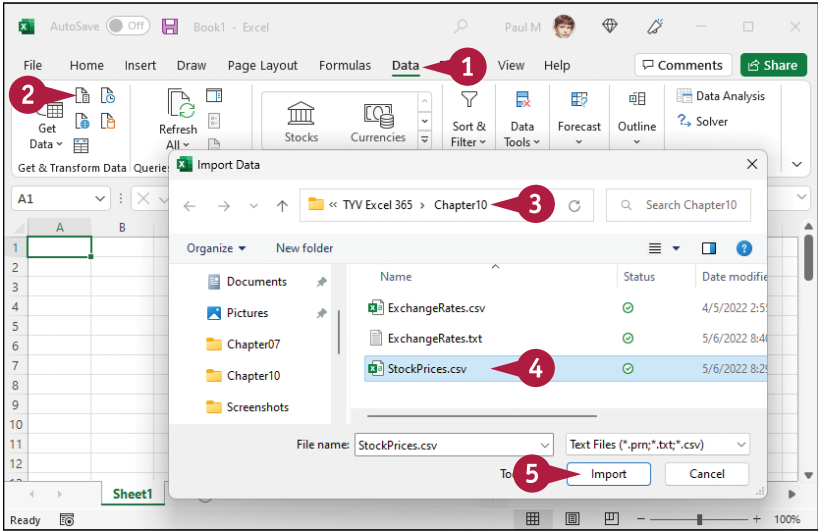 AutoSave Off Book1 - Excel Paul M
File Home Insert Draw Page Layout Formulas Data 1 View Help Comments Share
2
Get Data
Refresh All
Stocks Currencies
Sort & Filter
Data Tools
Forecast
Outline
Data Analysis
Solver
Get & Transform Data
Import Data
A1
« TYV Excel 365 › Chapter10 3 Search Chapter10
Organize New folder
Name Status Date modifie
Documents
Pictures
Chapter07
Chapter10
Screenshots
ExchangeRates.csv 4/5/2022 2:5
ExchangeRates.txt 5/6/2022 8:4
StockPrices.csv 4 5/6/2022 8:2
File name: StockPrices.csv Text Files (*.prn;*.txt;*.csv)
5 Import Cancel
A B
1
2
3
4
5
6
7
8
9
10
11
12
Sheet1
Ready 100%